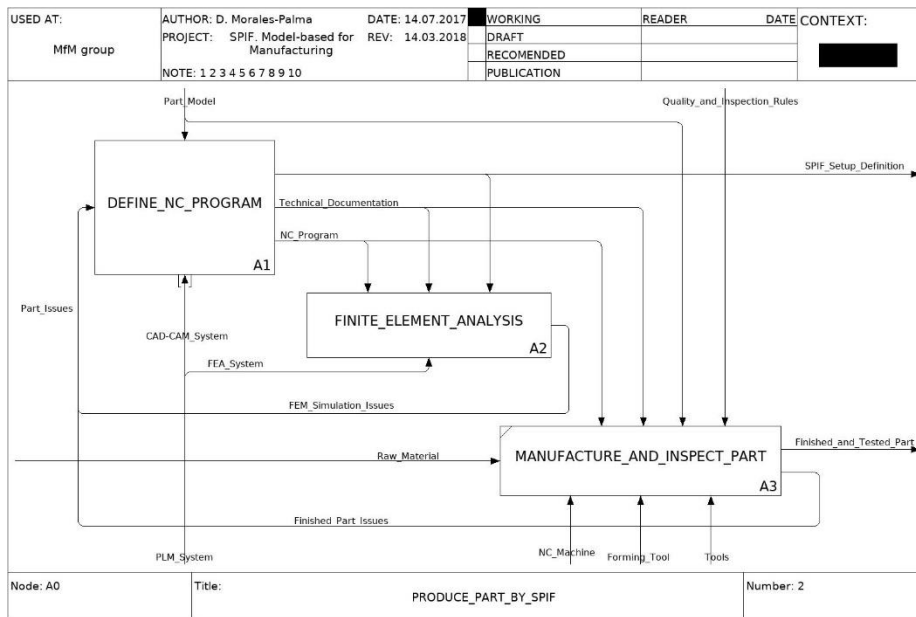 USED AT:
MfM group
AUTHOR: D. Morales-Palma
DATE: 14.07.2017
PROJECT: SPIF. Model-based for
Manufacturing
REV: 14.03.2018
NOTE: 1 2 3 4 5 6 7 8 9 10
WORKING
DRAFT
RECOMENDED
PUBLICATION
READER
DATE
CONTEXT:
Part_Model
Quality_and_Inspection_Rules
SPIF_Setup_Definition
DEFINE_NC_PROGRAM
A1
Technical_Documentation
NC_Program
Part_Issues
FINITE_ELEMENT_ANALYSIS
A2
CAD-CAM_System
FEA_System
FEM_Simulation_Issues
Finished_and_Tested_Part
Raw_Material
MANUFACTURE_AND_INSPECT_PART
A3
Finished_Part_Issues
NC_Machine
Forming_Tool
Tools
PLM_System
Node: A0
Title:
PRODUCE_PART_BY_SPIF
Number: 2